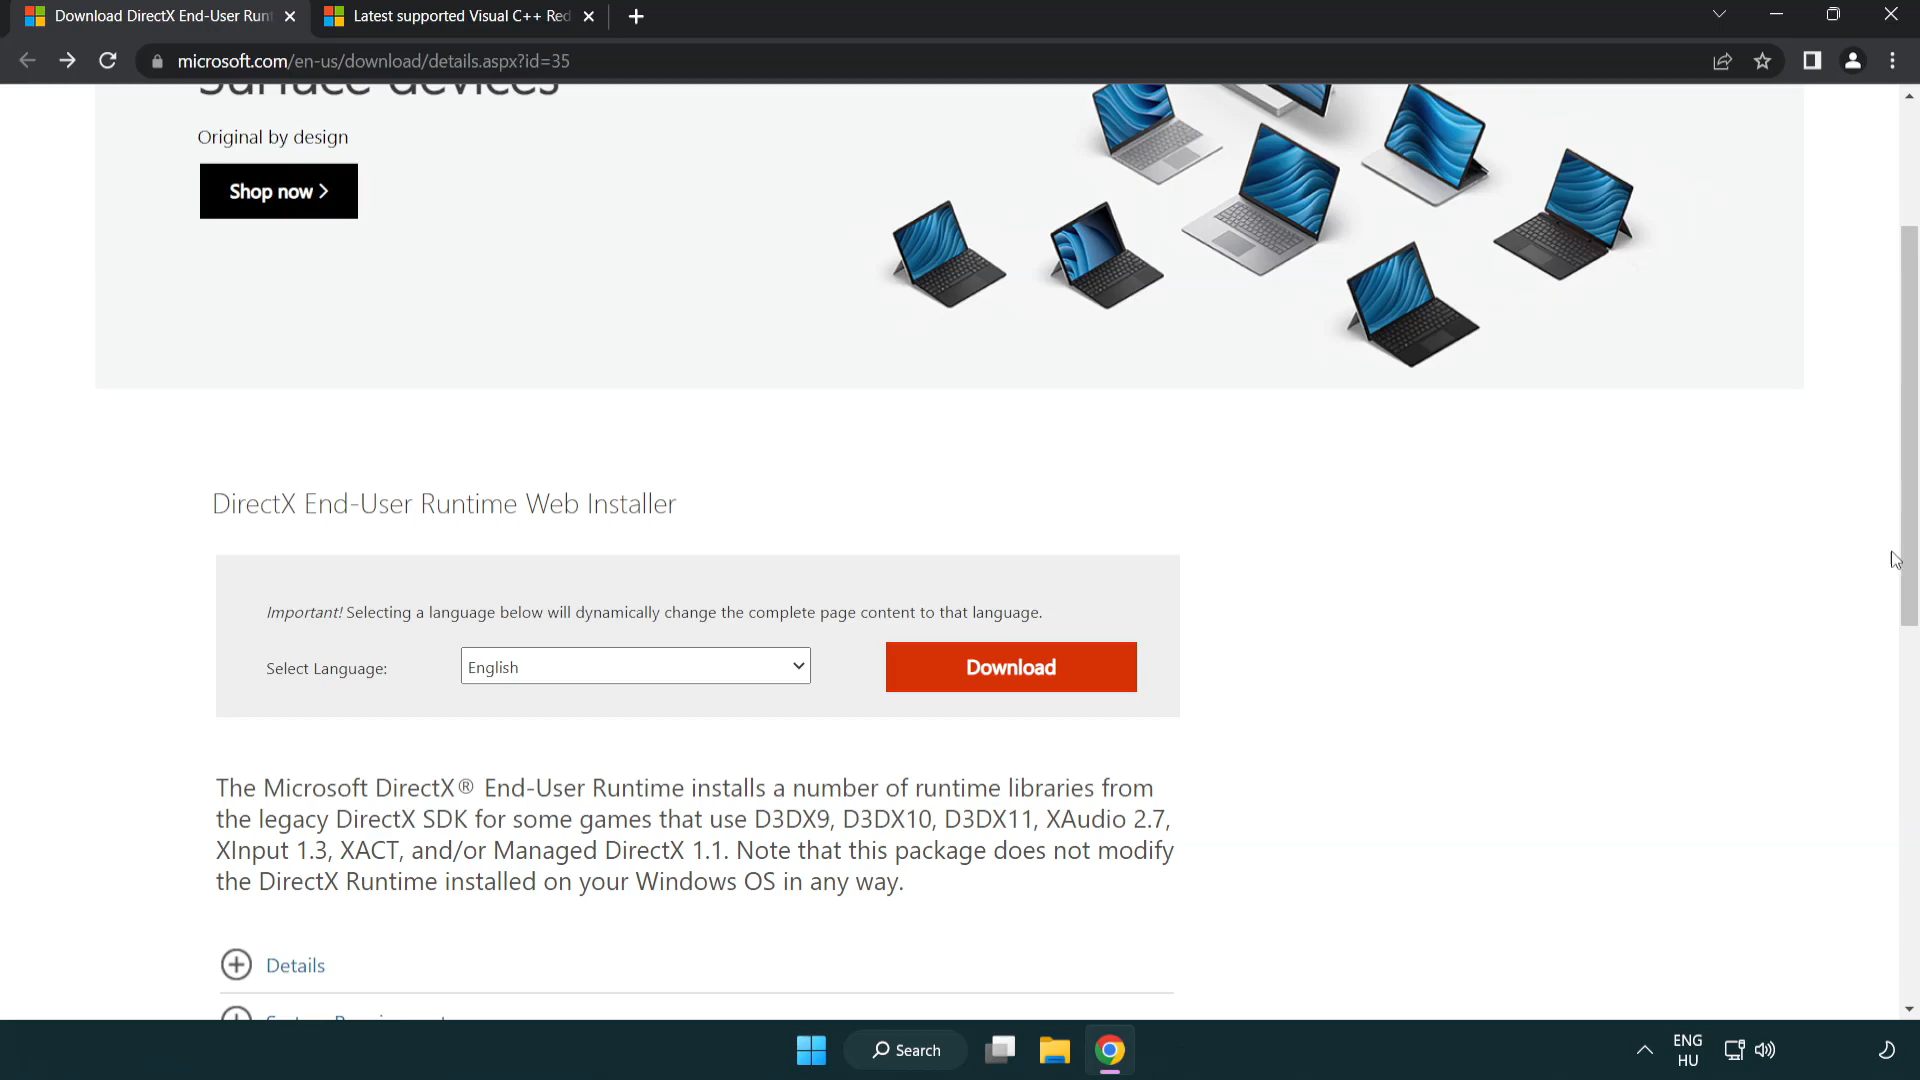 Download DirectX End-User Runt
Latest supported Visual C++ Red
microsoft.com/en-us/download/details.aspx?id=35
Surface devices
Original by design
Shop now >
DirectX End-User Runtime Web Installer
Important! Selecting a language below will dynamically change the complete page content to that language.
Select Language:
English
Download
The Microsoft DirectX® End-User Runtime installs a number of runtime libraries from
the legacy DirectX SDK for some games that use D3DX9, D3DX10, D3DX11, XAudio 2.7,
XInput 1.3, XACT, and/or Managed DirectX 1.1. Note that this package does not modify
the DirectX Runtime installed on your Windows OS in any way.
Details
Search
ENG
HU